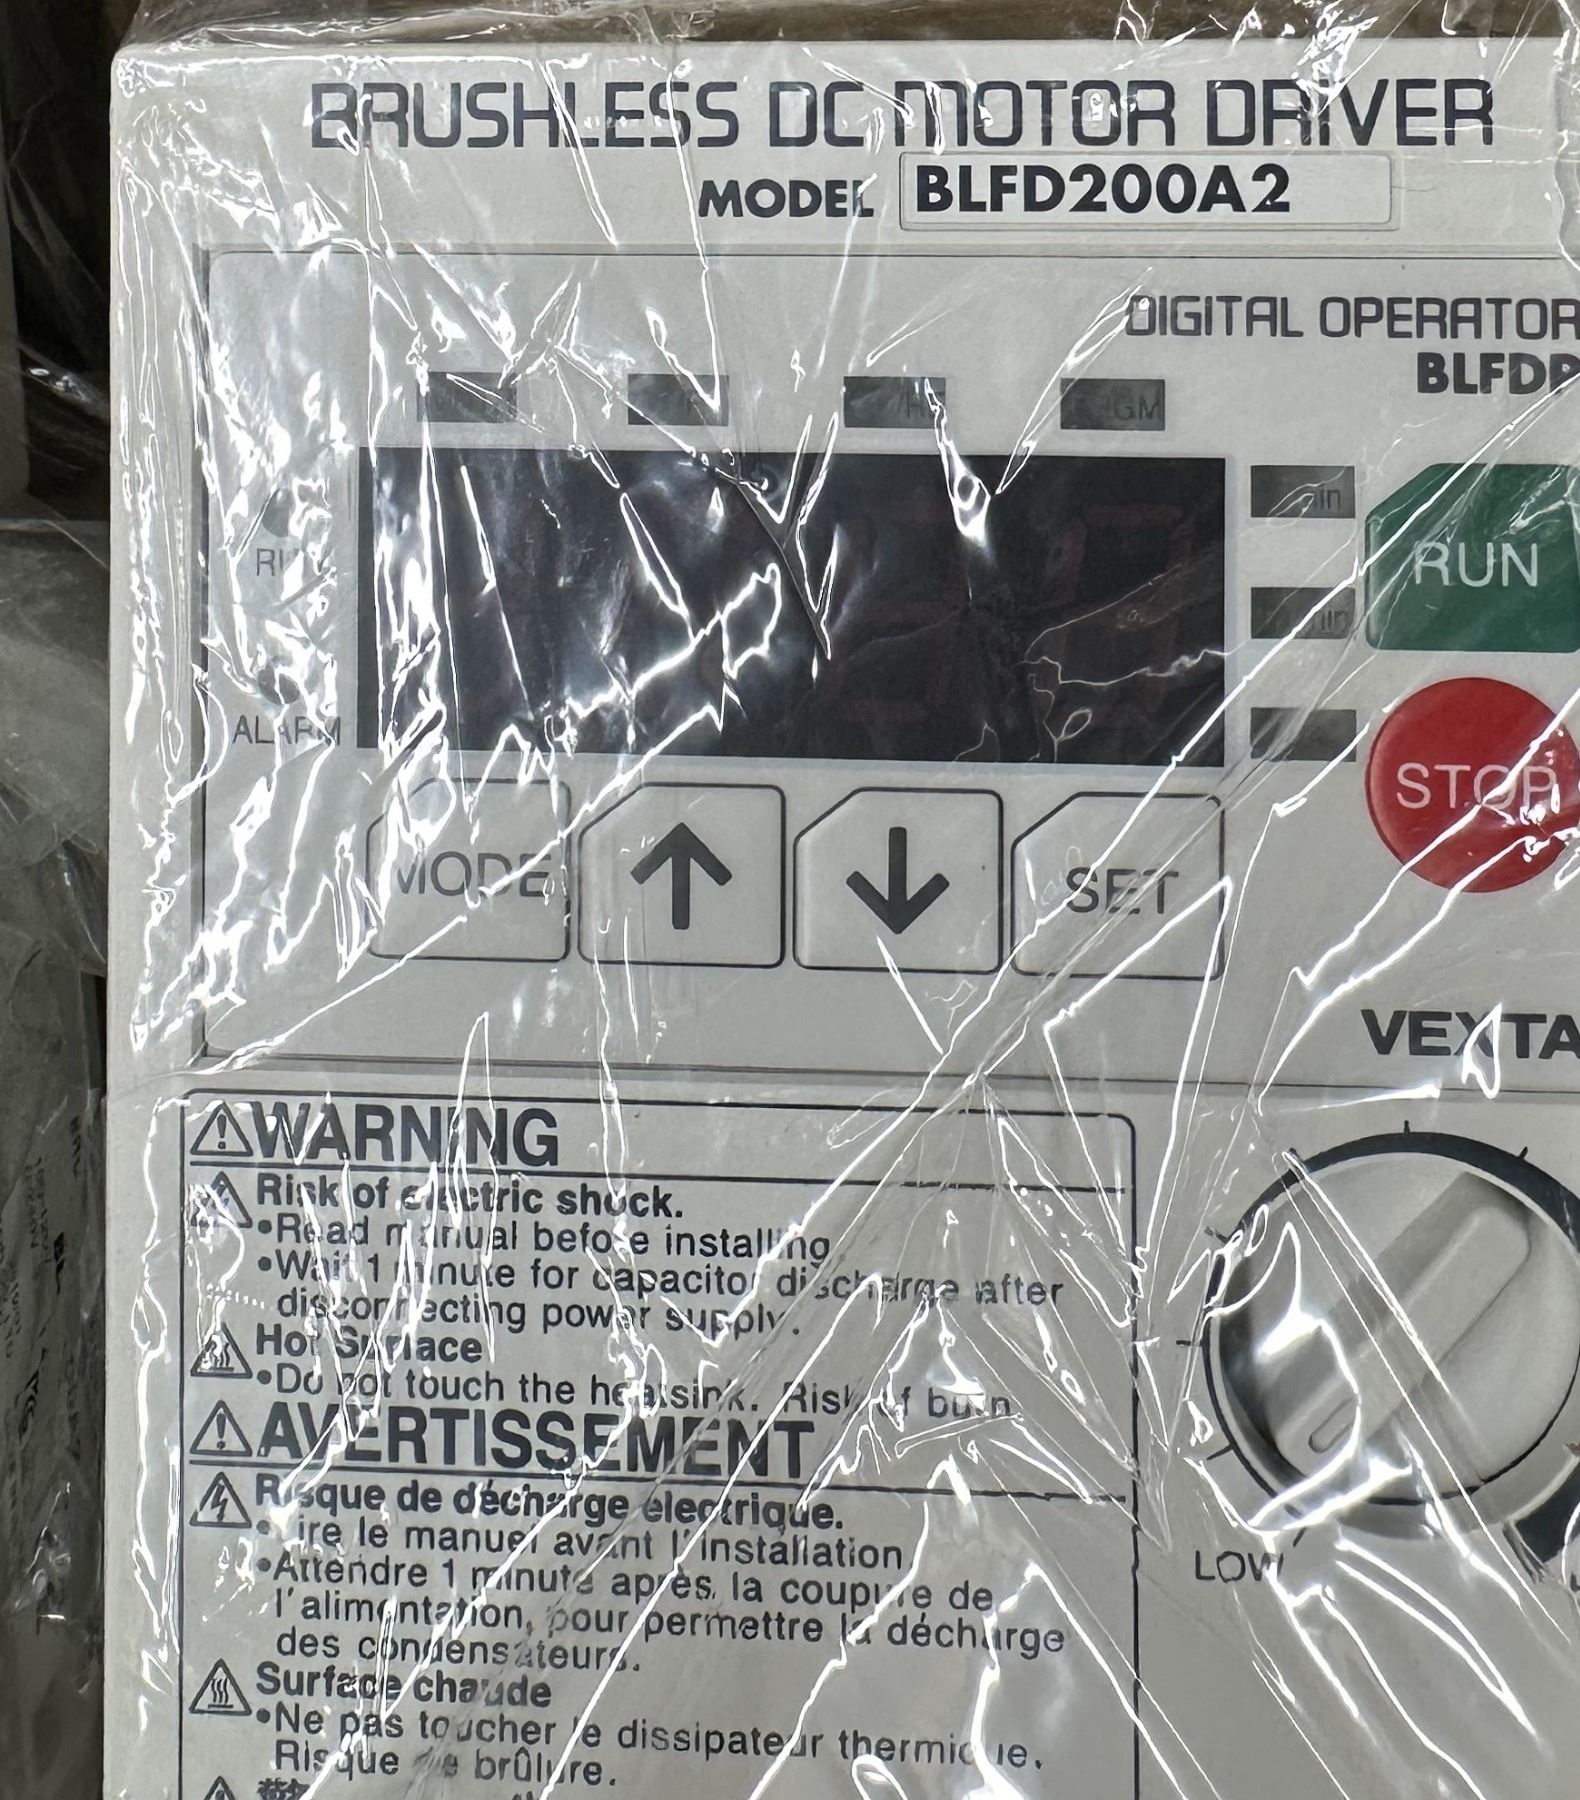 BRUSHLESS DC MOTOR DRIVER
MODEL BLFD200A2
DIGITAL OPERATOR
BLFDP
RUN
ALARM
RUN
STOP
MODE
SET
VEXTA
WARNING
Risk of electric shock.
•Read manual before installing
•Wait 1 minute for capacitor discharge after
disconnecting power supply.
Hot Surface
•Do not touch the heatsink. Risk of burn
AVERTISSEMENT
Risque de décharge électrique.
•Lire le manuel avant l'installation
•Attendre 1 minute après la coupure de
l'alimentation, pour permettre la décharge
des condensateurs.
Surface chaude
•Ne pas toucher le dissipateur thermique.
Risque de brûlure.
LOW